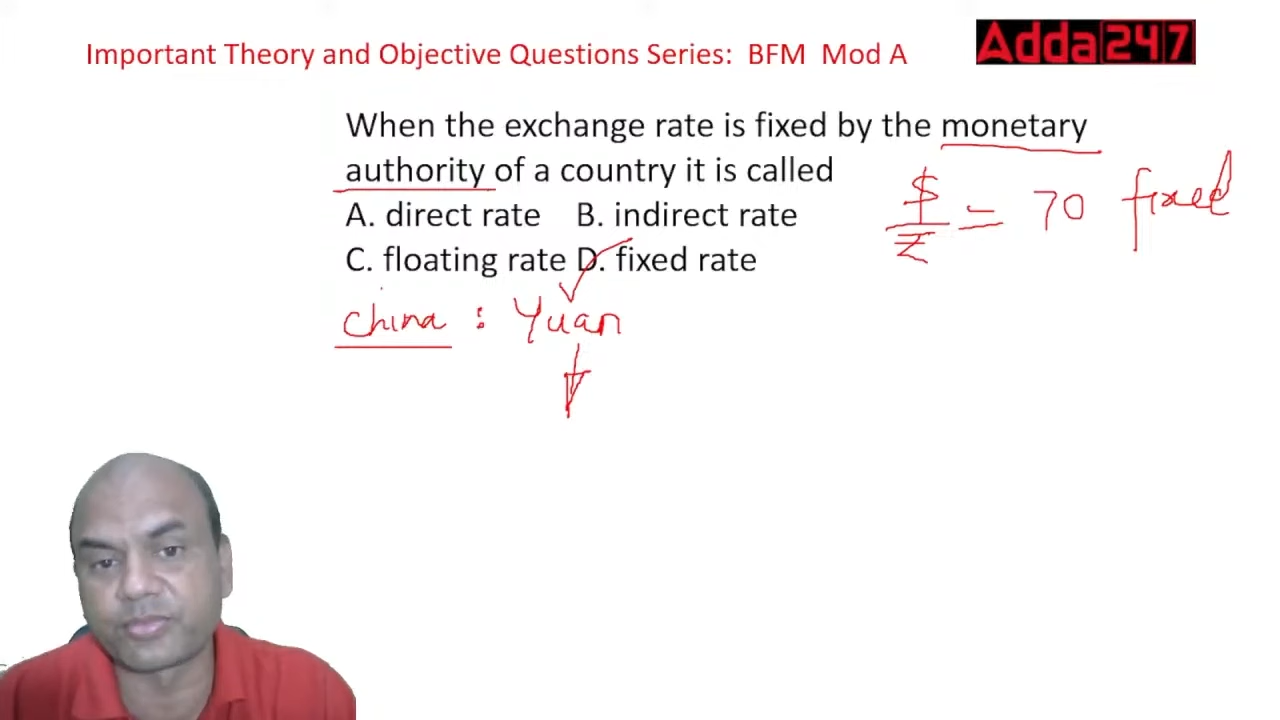 Important Theory and Objective Questions Series: BFM Mod A
Adda247
When the exchange rate is fixed by the monetary
authority of a country it is called
A. direct rate B. indirect rate
C. floating rate D. fixed rate
$/₹ = 70 fixed
China : Yuan